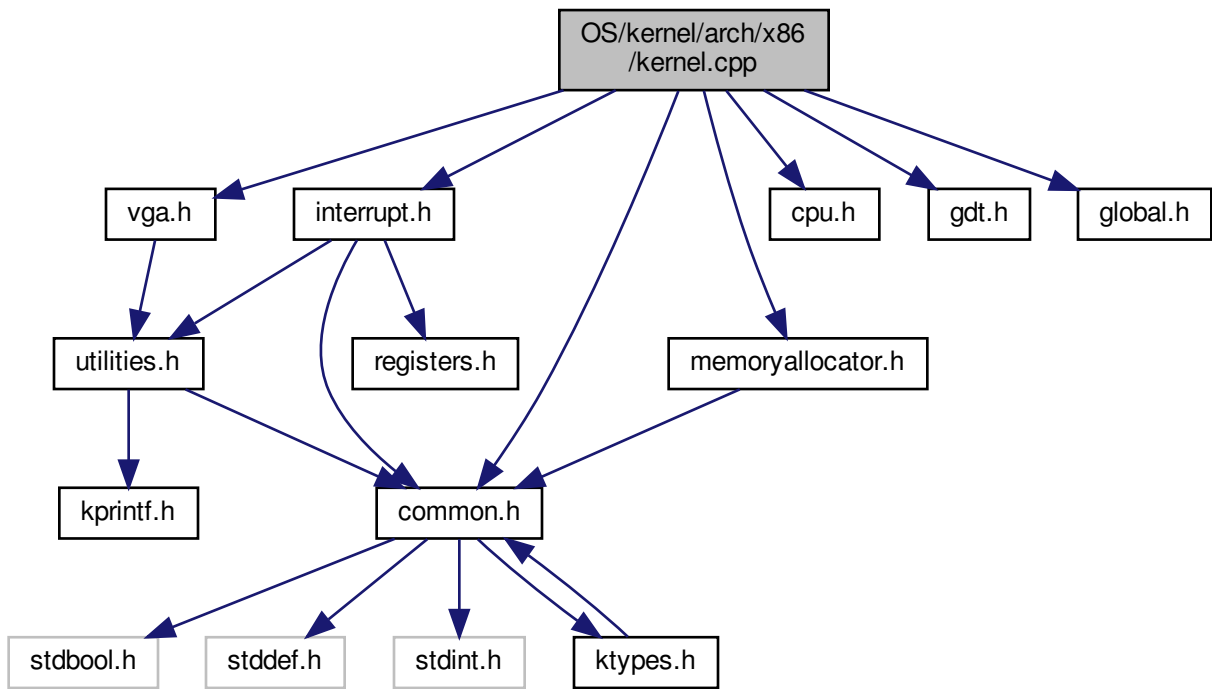 OS/kernel/arch/x86
/kernel.cpp
vga.h
interrupt.h
cpu.h
gdt.h
global.h
utilities.h
registers.h
memoryallocator.h
kprintf.h
common.h
stdbool.h
stddef.h
stdint.h
ktypes.h